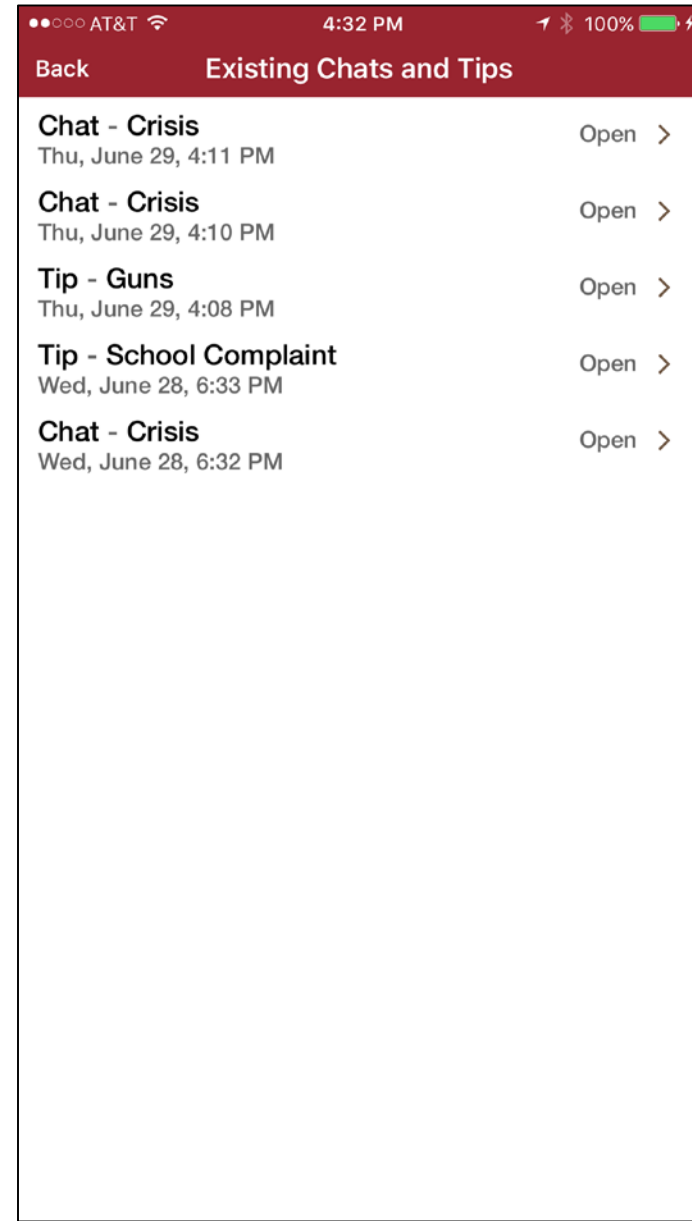 AT&T 4:32 PM 100%
Back Existing Chats and Tips
Chat - Crisis
Thu, June 29, 4:11 PM
Open
Chat - Crisis
Thu, June 29, 4:10 PM
Open
Tip - Guns
Thu, June 29, 4:08 PM
Open
Tip - School Complaint
Wed, June 28, 6:33 PM
Open
Chat - Crisis
Wed, June 28, 6:32 PM
Open